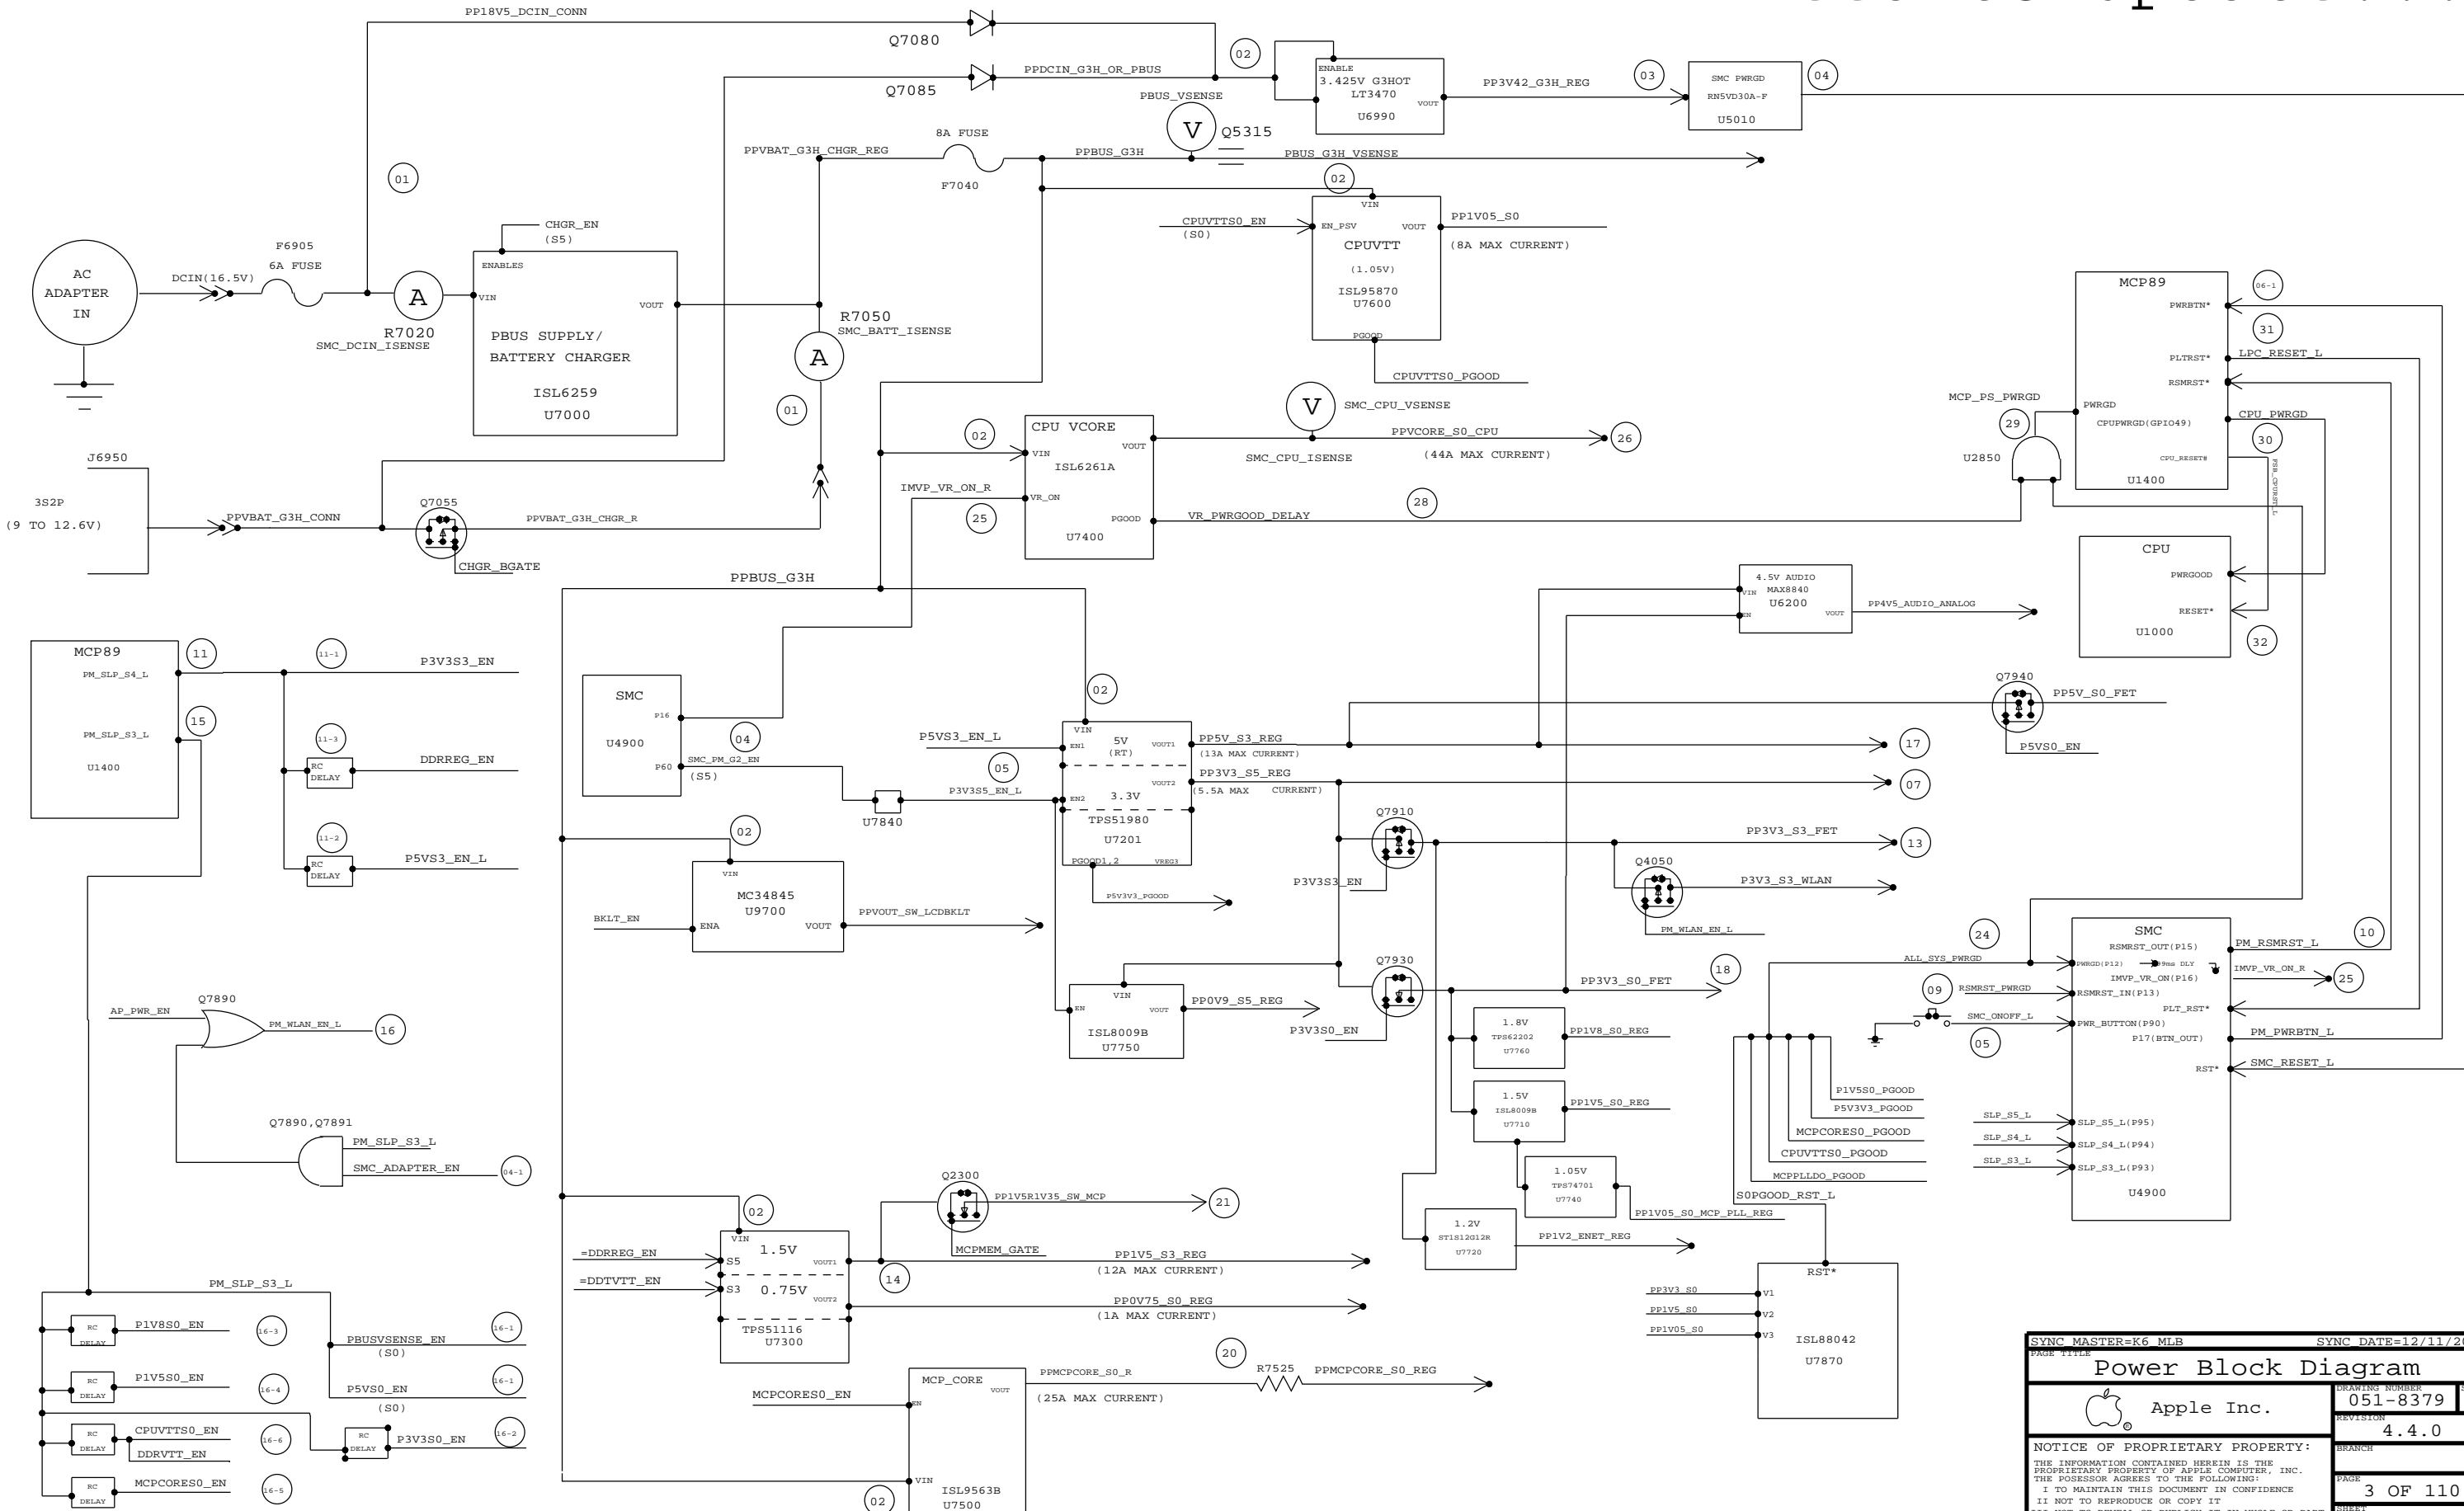 PP18V5_DCIN_CONN
Q7080
PPDCIN_G3H_OR_PBUS
Q7085
02
ENABLE
3.425V G3HOT
LT3470
VOUT
U6990
PP3V42_G3H_REG
03
SMC PWRGD
RN5VD30A-F
U5010
04
PBUS_VSENSE
V
Q5315
PPVBAT_G3H_CHGR_REG
8A FUSE
F7040
PPBUS_G3H
PBUS_G3H_VSENSE
01
02
VIN
CPUVTTS0_EN
(S0)
EN_PSV
VOUT
CPUVTT
(1.05V)
ISL95870
U7600
PGOOD
PP1V05_S0
(8A MAX CURRENT)
CPUVTTS0_PGOOD
AC
ADAPTER
IN
DCIN(16.5V)
F6905
6A FUSE
A
R7020
SMC_DCIN_ISENSE
CHGR_EN
(S5)
ENABLES
VIN
VOUT
PBUS SUPPLY/
BATTERY CHARGER
ISL6259
U7000
R7050
SMC_BATT_ISENSE
A
01
MCP89
PWRBTN*
PLTRST*
RSMRST*
PWRGD
CPUPWRGD(GPIO49)
CPU_RESET#
U1400
06-1
31
LPC_RESET_L
CPU_PWRGD
30
FSB_CPURST_L
MCP_PS_PWRGD
29
U2850
V
SMC_CPU_VSENSE
02
CPU VCORE
VOUT
VIN
ISL6261A
VR_ON
PGOOD
U7400
PPVCORE_S0_CPU
26
SMC_CPU_ISENSE
(44A MAX CURRENT)
IMVP_VR_ON_R
25
VR_PWRGOOD_DELAY
28
J6950
3S2P
(9 TO 12.6V)
PPVBAT_G3H_CONN
Q7055
PPVBAT_G3H_CHGR_R
CHGR_BGATE
PPBUS_G3H
CPU
PWRGOOD
RESET*
U1000
32
4.5V AUDIO
MAX8840
VIN
U6200
EN
VOUT
PP4V5_AUDIO_ANALOG
MCP89
PM_SLP_S4_L
PM_SLP_S3_L
U1400
11
15
11-1
P3V3S3_EN
11-3
RC
DELAY
DDRREG_EN
11-2
RC
DELAY
P5VS3_EN_L
SMC
P16
U4900
P60
04
SMC_PM_G2_EN
(S5)
U7840
P5VS3_EN_L
05
P3V3S5_EN_L
02
VIN
EN1
5V
(RT)
VOUT1
VOUT2
EN2
3.3V
TPS51980
U7201
PGOOD1,2
VREG3
PP5V_S3_REG
(13A MAX CURRENT)
17
PP3V3_S5_REG
(5.5A MAX CURRENT)
07
P5V3V3_PGOOD
Q7940
PP5V_S0_FET
P5VS0_EN
02
VIN
MC34845
U9700
BKLT_EN
ENA
VOUT
PPVOUT_SW_LCDBKLT
Q7910
P3V3S3_EN
PP3V3_S3_FET
13
Q4050
P3V3_S3_WLAN
PM_WLAN_EN_L
Q7930
P3V3S0_EN
PP3V3_S0_FET
18
VIN
EN
VOUT
ISL8009B
U7750
PP0V9_S5_REG
1.8V
TPS62202
U7760
PP1V8_S0_REG
1.5V
ISL8009B
U7710
PP1V5_S0_REG
1.05V
TPS74701
U7740
PP1V05_S0_MCP_PLL_REG
1.2V
ST1S12G12R
U7720
PP1V2_ENET_REG
24
ALL_SYS_PWRGD
RSMRST_PWRGD
09
SMC_ONOFF_L
05
SMC
RSMRST_OUT(P15)
PWRGD(P12)
99ms DLY
IMVP_VR_ON(P16)
RSMRST_IN(P13)
PLT_RST*
PWR_BUTTON(P90)
P17(BTN_OUT)
RST*
SLP_S5_L(P95)
SLP_S4_L(P94)
SLP_S3_L(P93)
U4900
PM_RSMRST_L
10
IMVP_VR_ON_R
25
PM_PWRBTN_L
SMC_RESET_L
SLP_S5_L
SLP_S4_L
SLP_S3_L
P1V5S0_PGOOD
P5V3V3_PGOOD
MCPCORES0_PGOOD
CPUVTTS0_PGOOD
MCPPLLDO_PGOOD
S0PGOOD_RST_L
RST*
PP3V3_S0
PP1V5_S0
PP1V05_S0
V1
V2
V3
ISL88042
U7870
Q7890
AP_PWR_EN
PM_WLAN_EN_L
16
Q7890,Q7891
PM_SLP_S3_L
SMC_ADAPTER_EN
04-1
Q2300
PP1V5R1V35_SW_MCP
21
MCPMEM_GATE
02
VIN
1.5V
=DDRREG_EN
S5
VOUT1
=DDTVTT_EN
S3
0.75V
VOUT2
TPS51116
U7300
PP1V5_S3_REG
14
(12A MAX CURRENT)
PP0V75_S0_REG
(1A MAX CURRENT)
PM_SLP_S3_L
RC
DELAY
P1V8S0_EN
16-3
PBUSVSENSE_EN
(S0)
16-1
RC
DELAY
P1V5S0_EN
16-4
P5VS0_EN
(S0)
16-1
RC
DELAY
CPUVTTS0_EN
DDRVTT_EN
16-6
RC
DELAY
P3V3S0_EN
16-2
RC
DELAY
MCPCORES0_EN
16-5
MCPCORES0_EN
MCP_CORE
VOUT
EN
VIN
ISL9563B
U7500
02
PPMCPCORE_S0_R
(25A MAX CURRENT)
20
R7525
PPMCPCORE_S0_REG
SYNC_MASTER=K6_MLB
SYNC_DATE=12/11/20
PAGE TITLE
Power Block Diagram
Apple Inc.
DRAWING NUMBER
051-8379
REVISION
4.4.0
BRANCH
NOTICE OF PROPRIETARY PROPERTY:
THE INFORMATION CONTAINED HEREIN IS THE
PROPRIETARY PROPERTY OF APPLE COMPUTER, INC.
THE POSESSOR AGREES TO THE FOLLOWING:
I TO MAINTAIN THIS DOCUMENT IN CONFIDENCE
II NOT TO REPRODUCE OR COPY IT
PAGE
3 OF 110
SHEET